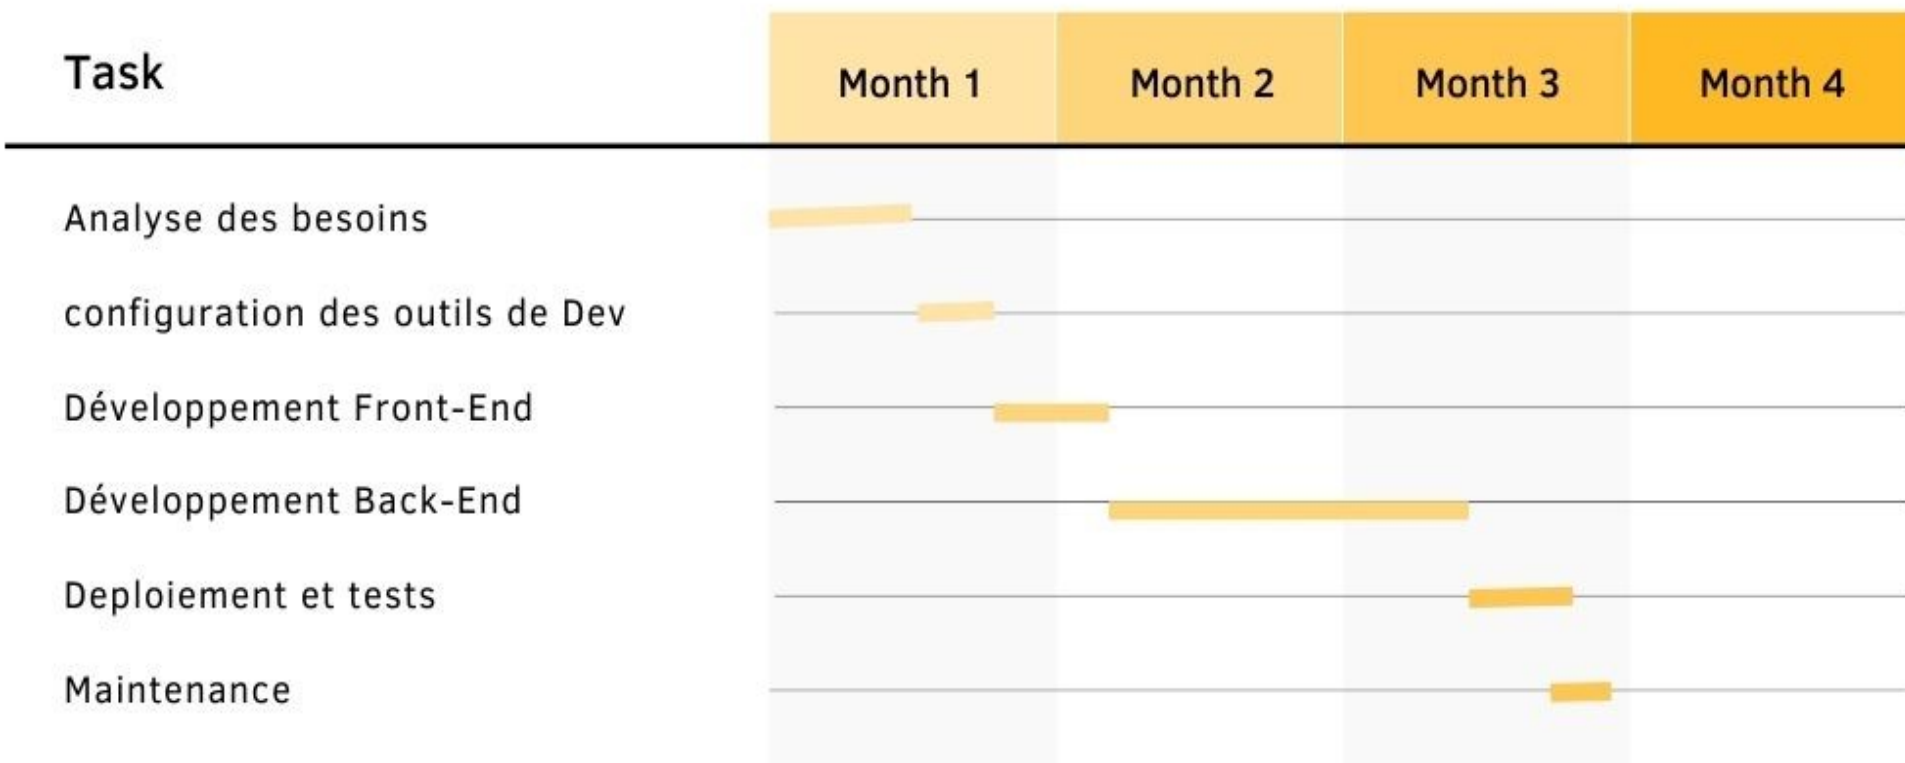 Task
Month 1
Month 2
Month 3
Month 4
Analyse des besoins
configuration des outils de Dev
Développement Front-End
Développement Back-End
Deploiement et tests
Maintenance